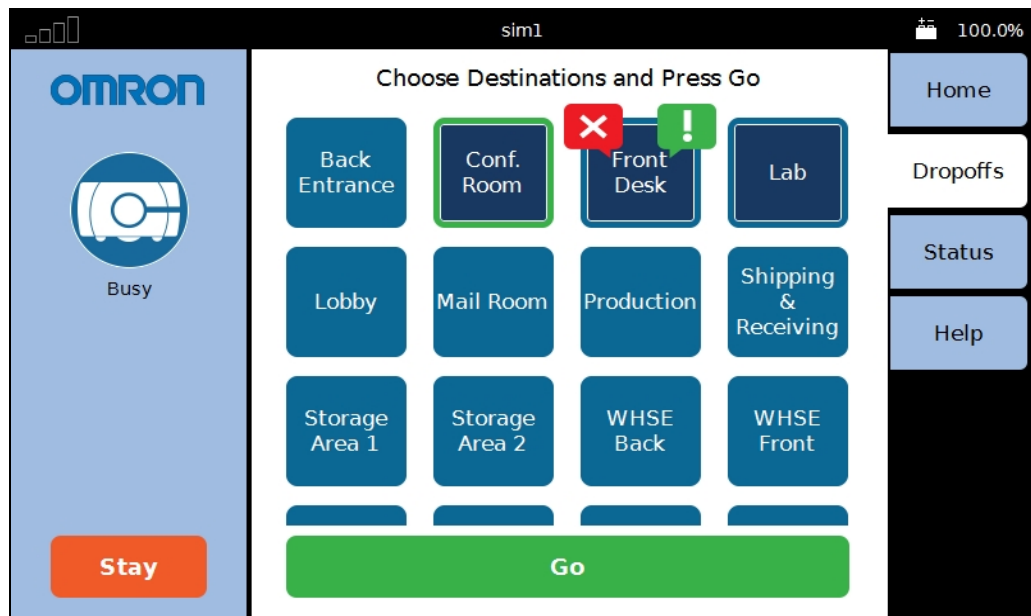 sim1
100.0%
OMRON
Busy
Stay
Choose Destinations and Press Go
Back
Entrance
Conf.
Room
Front
Desk
Lab
Lobby
Mail Room
Production
Shipping
&
Receiving
Storage
Area 1
Storage
Area 2
WHSE
Back
WHSE
Front
Go
Home
Dropoffs
Status
Help